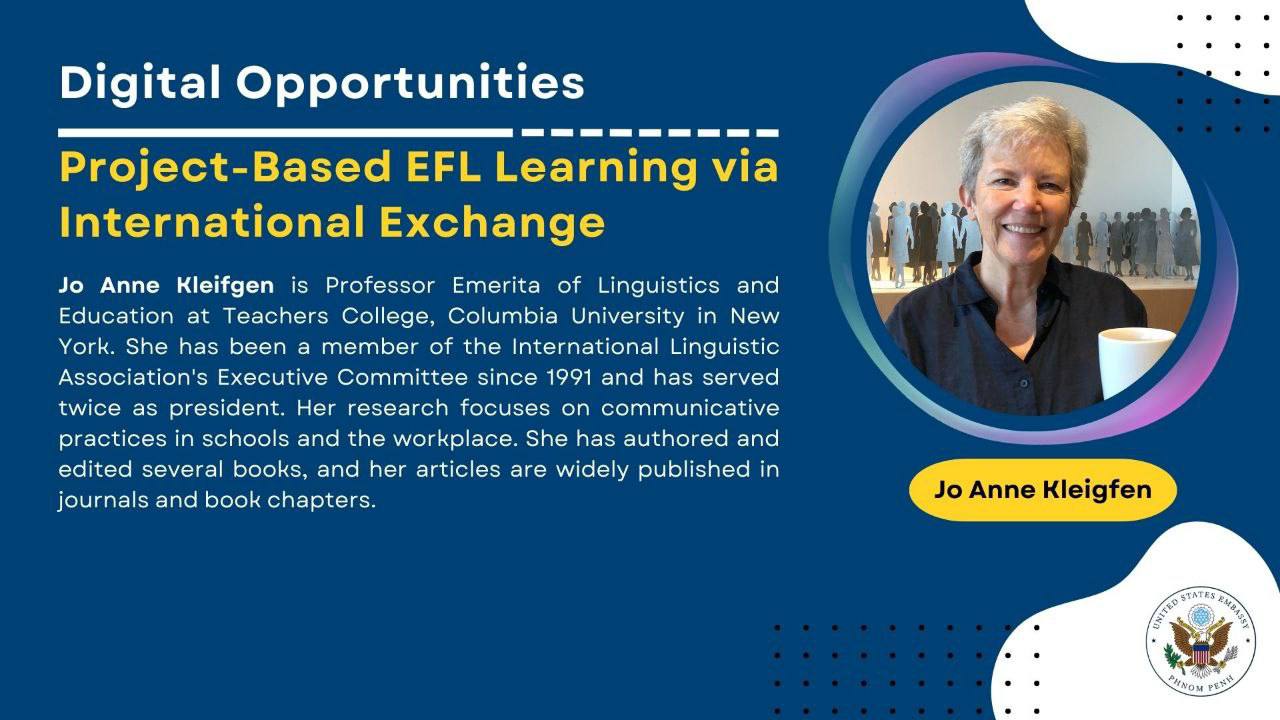 Digital Opportunities
Project-Based EFL Learning via
International Exchange
Jo Anne Kleifgen is Professor Emerita of Linguistics and
Education at Teachers College, Columbia University in New
York. She has been a member of the International Linguistic
Association's Executive Committee since 1991 and has served
twice as president. Her research focuses on communicative
practices in schools and the workplace. She has authored and
edited several books, and her articles are widely published in
journals and book chapters.
Jo Anne Kleigfen
UNITED STATES EMBASSY
PHNOM PENH